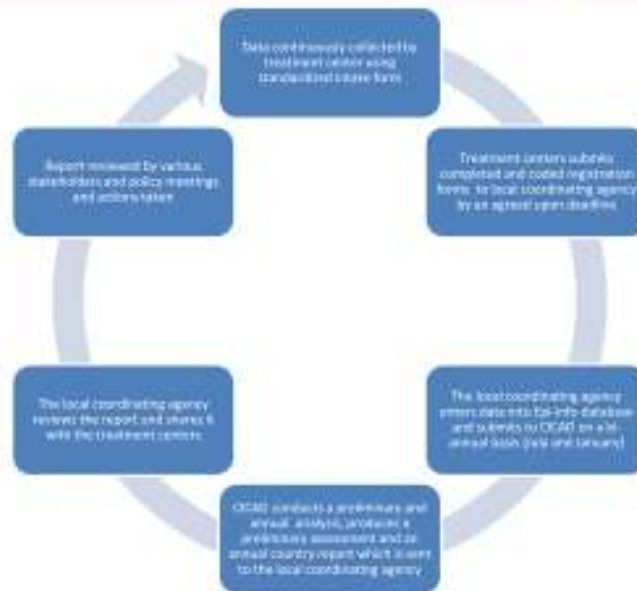 Data continuously collected by
treatment center using
standardized intake form
Treatment centers submits
completed and coded registration
forms to local coordinating agency
by an agreed upon deadline
The local coordinating agency
enters data into Epi-Info database
and submits to CICAD on a bi-
annual basis (July and January)
CICAD conducts a preliminary and
annual analysis, produces a
preliminary assessment and an
annual country report which is sent
to the local coordinating agency
The local coordinating agency
reviews the report and shares it
with the treatment centers
Report reviewed by various
stakeholders and policy meetings
and actions taken